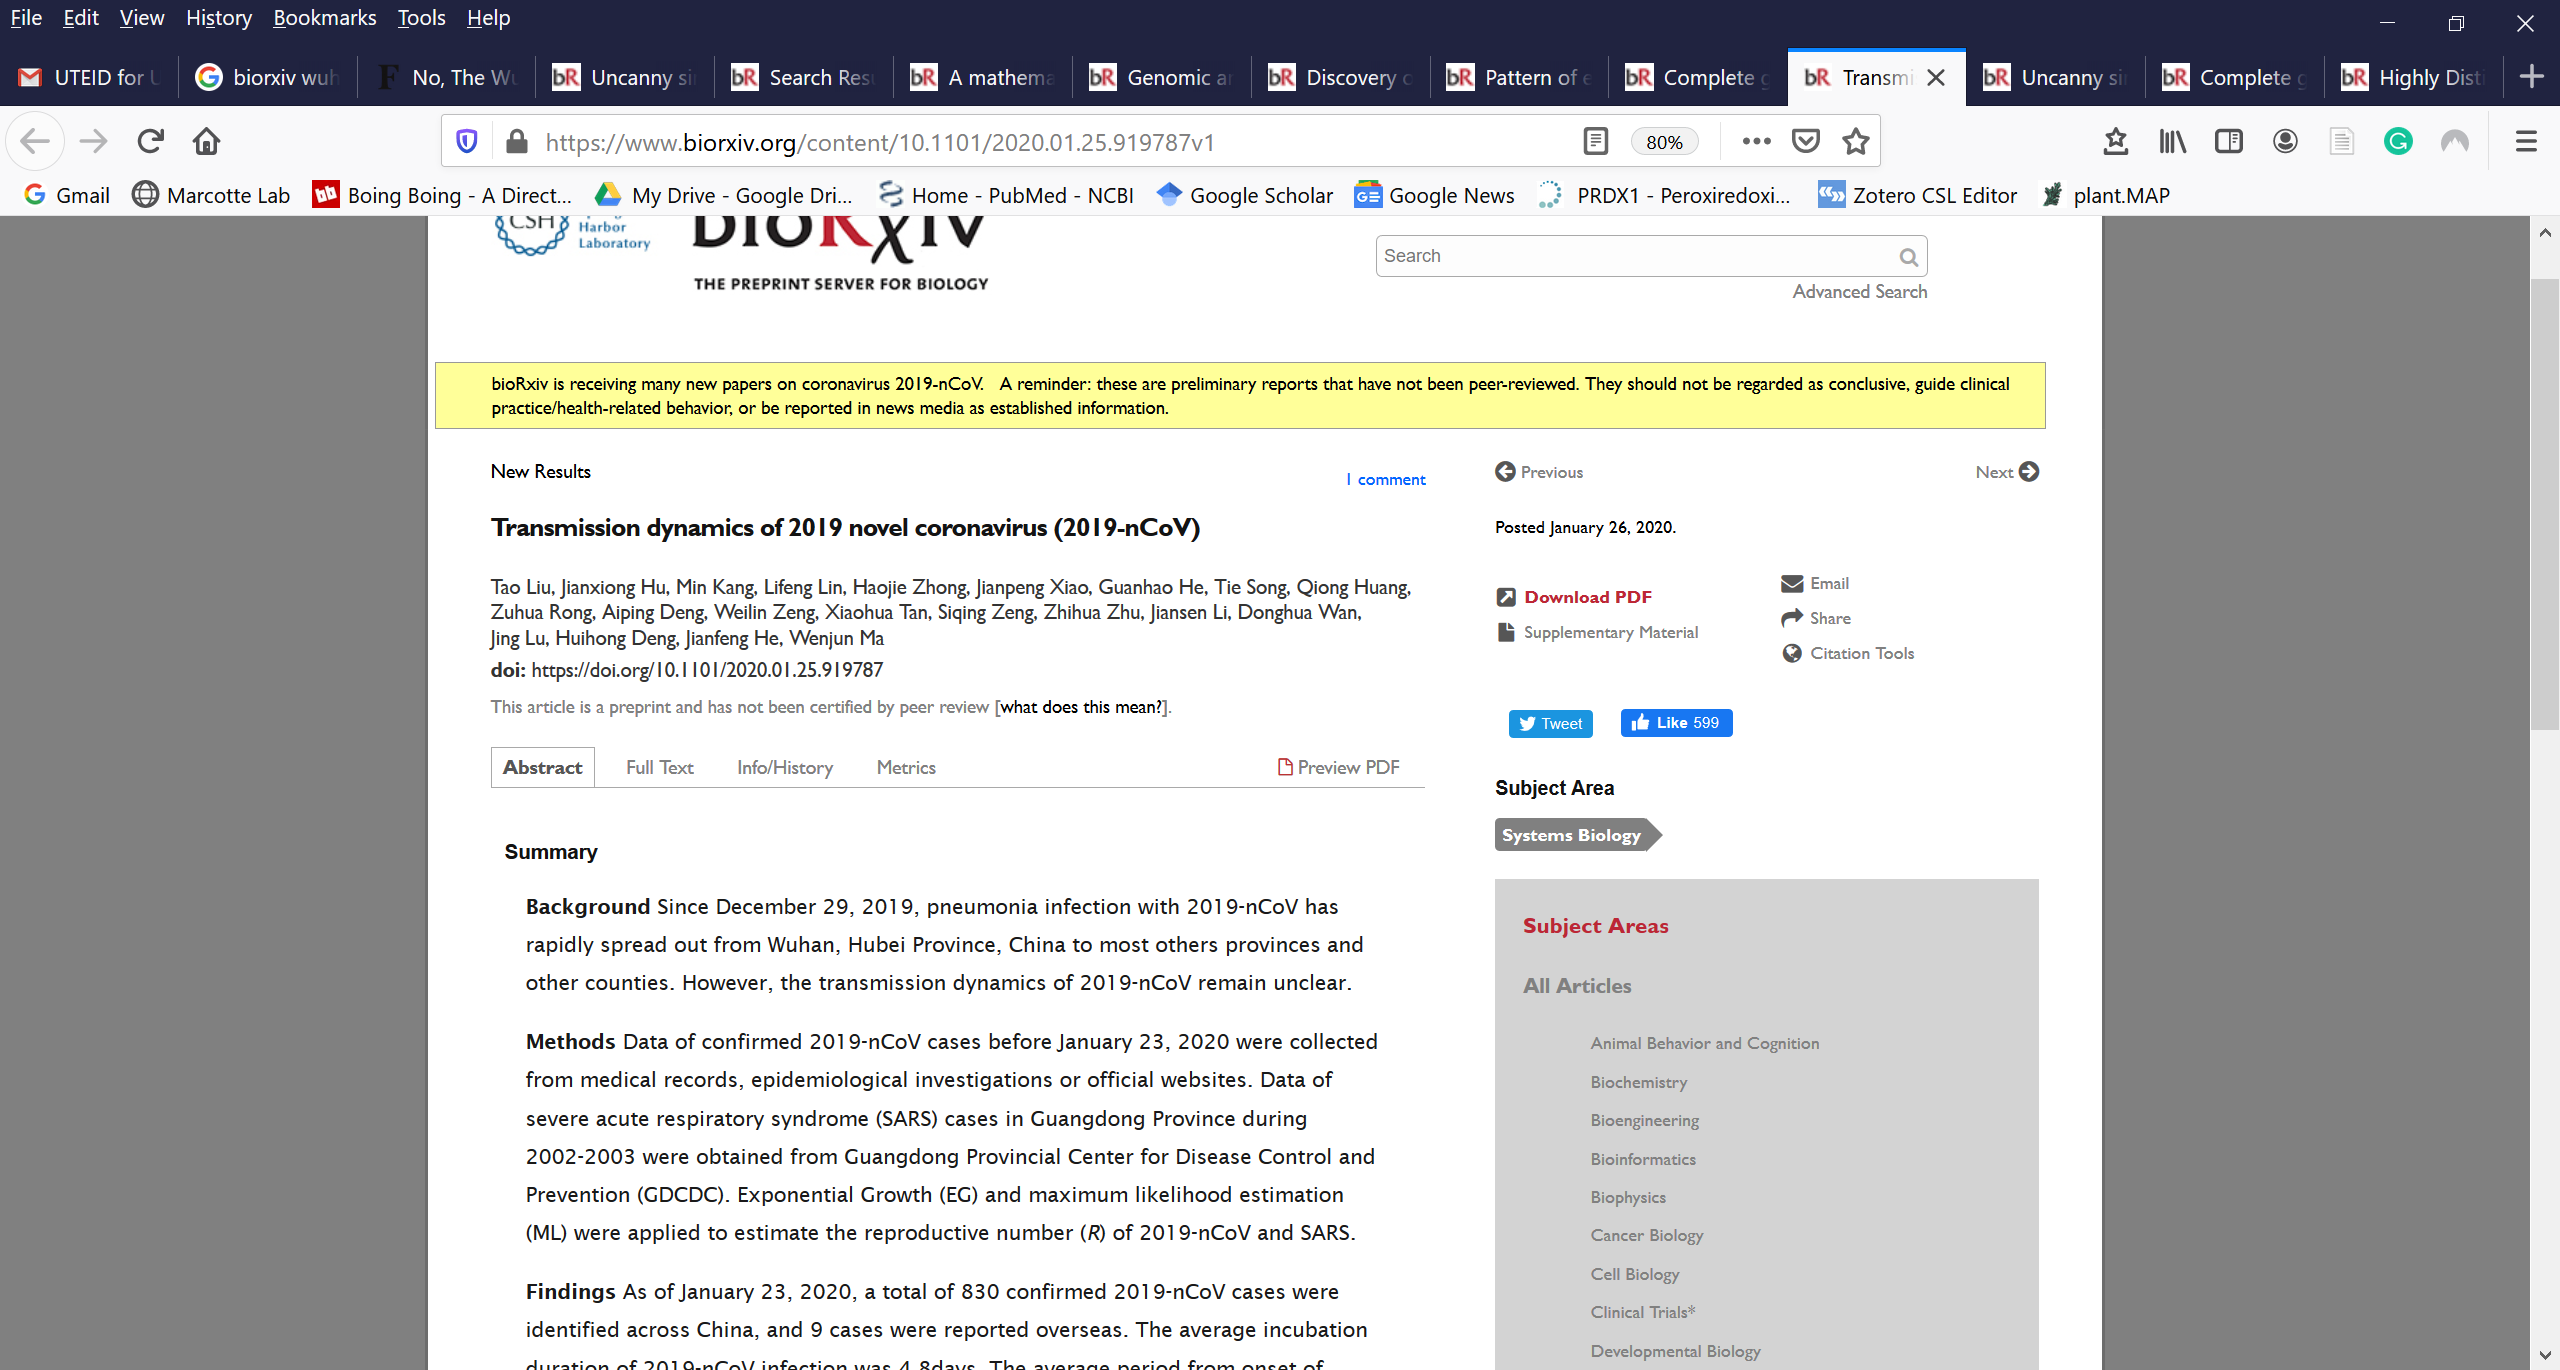 File Edit View History Bookmarks Tools Help
UTEID for U
biorxiv wuh
No, The Wu
Uncanny si
Search Res
A mathema
Genomic ar
Discovery c
Pattern of e
Complete g
Transmi
Uncanny si
Complete g
Highly Disti
https://www.biorxiv.org/content/10.1101/2020.01.25.919787v1
80%
Gmail Marcotte Lab Boing Boing - A Direct... My Drive - Google Dri... Home - PubMed - NCBI Google Scholar Google News PRDX1 - Peroxiredoxi... Zotero CSL Editor plant.MAP
CSH
Harbor
Laboratory
bioRxiv
THE PREPRINT SERVER FOR BIOLOGY
Search
Advanced Search
bioRxiv is receiving many new papers on coronavirus 2019-nCoV. A reminder: these are preliminary reports that have not been peer-reviewed. They should not be regarded as conclusive, guide clinical
practice/health-related behavior, or be reported in news media as established information.
New Results
1 comment
Transmission dynamics of 2019 novel coronavirus (2019-nCoV)
Tao Liu, Jianxiong Hu, Min Kang, Lifeng Lin, Haojie Zhong, Jianpeng Xiao, Guanhao He, Tie Song, Qiong Huang,
Zuhua Rong, Aiping Deng, Weilin Zeng, Xiaohua Tan, Siqing Zeng, Zhihua Zhu, Jiansen Li, Donghua Wan,
Jing Lu, Huihong Deng, Jianfeng He, Wenjun Ma
doi: https://doi.org/10.1101/2020.01.25.919787
This article is a preprint and has not been certified by peer review [what does this mean?].
Abstract Full Text Info/History Metrics Preview PDF
Summary
Background Since December 29, 2019, pneumonia infection with 2019-nCoV has
rapidly spread out from Wuhan, Hubei Province, China to most others provinces and
other counties. However, the transmission dynamics of 2019-nCoV remain unclear.
Methods Data of confirmed 2019-nCoV cases before January 23, 2020 were collected
from medical records, epidemiological investigations or official websites. Data of
severe acute respiratory syndrome (SARS) cases in Guangdong Province during
2002-2003 were obtained from Guangdong Provincial Center for Disease Control and
Prevention (GDCDC). Exponential Growth (EG) and maximum likelihood estimation
(ML) were applied to estimate the reproductive number (R) of 2019-nCoV and SARS.
Findings As of January 23, 2020, a total of 830 confirmed 2019-nCoV cases were
identified across China, and 9 cases were reported overseas. The average incubation
duration of 2019-nCoV infection was 4.8days. The average period from onset of
Previous Next
Posted January 26, 2020.
Download PDF
Supplementary Material
Email
Share
Citation Tools
Tweet
Like 599
Subject Area
Systems Biology
Subject Areas
All Articles
Animal Behavior and Cognition
Biochemistry
Bioengineering
Bioinformatics
Biophysics
Cancer Biology
Cell Biology
Clinical Trials*
Developmental Biology